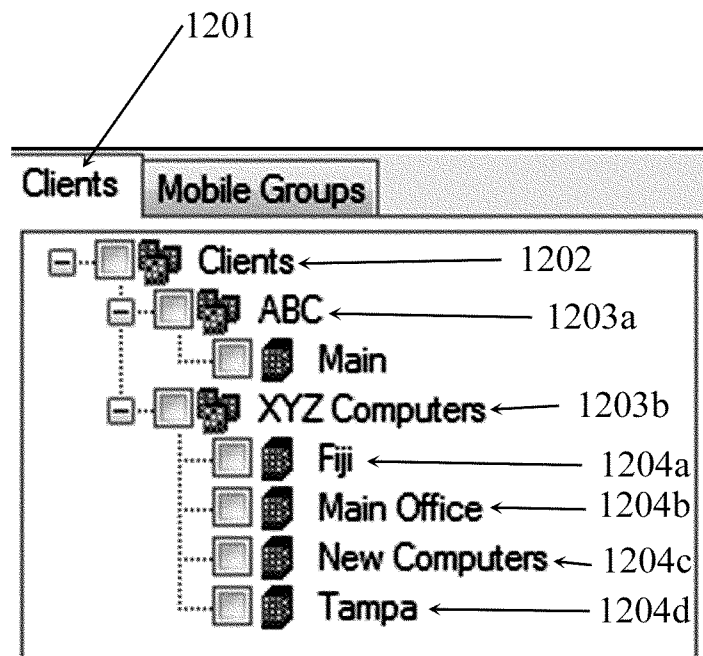 1201
Clients Mobile Groups
Clients 1202
ABC 1203a
Main
XYZ Computers 1203b
Fiji 1204a
Main Office 1204b
New Computers 1204c
Tampa 1204d